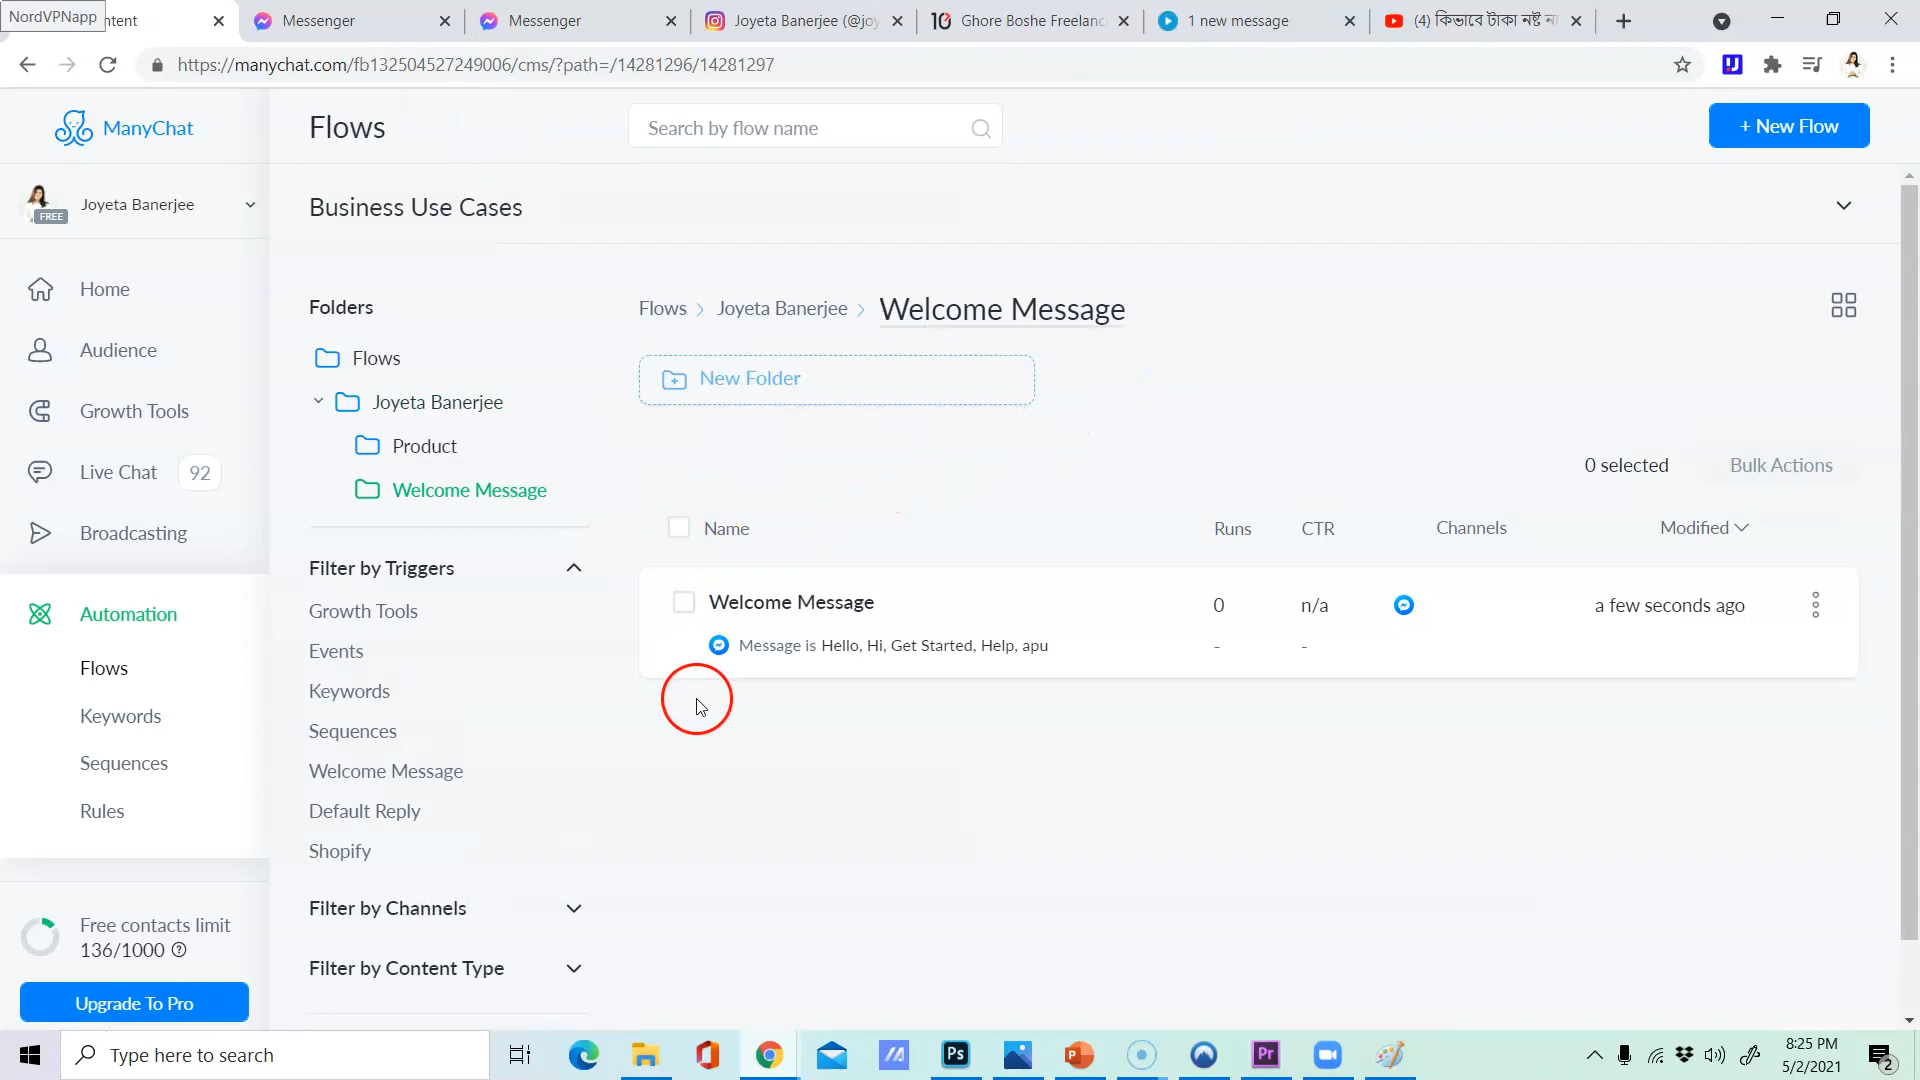 NordVPNapp
ntent
Messenger
Messenger
Joyeta Banerjee (@joy
Ghore Boshe Freelanc
1 new message
(4) কিভাবে টাকা নষ্ট না
https://manychat.com/fb132504527249006/cms/?path=/14281296/14281297
ManyChat
Flows
Search by flow name
+ New Flow
FREE
Joyeta Banerjee
Business Use Cases
Home
Audience
Growth Tools
Live Chat
92
Broadcasting
Automation
Flows
Keywords
Sequences
Rules
Free contacts limit
136/1000
Upgrade To Pro
Folders
Flows
Joyeta Banerjee
Product
Welcome Message
Filter by Triggers
Growth Tools
Events
Keywords
Sequences
Welcome Message
Default Reply
Shopify
Filter by Channels
Filter by Content Type
Flows > Joyeta Banerjee > Welcome Message
New Folder
0 selected
Bulk Actions
Name
Runs
CTR
Channels
Modified
Welcome Message
0
n/a
a few seconds ago
Message is Hello, Hi, Get Started, Help, apu
-
-
Type here to search
Ps
Pr
8:25 PM
5/2/2021
2